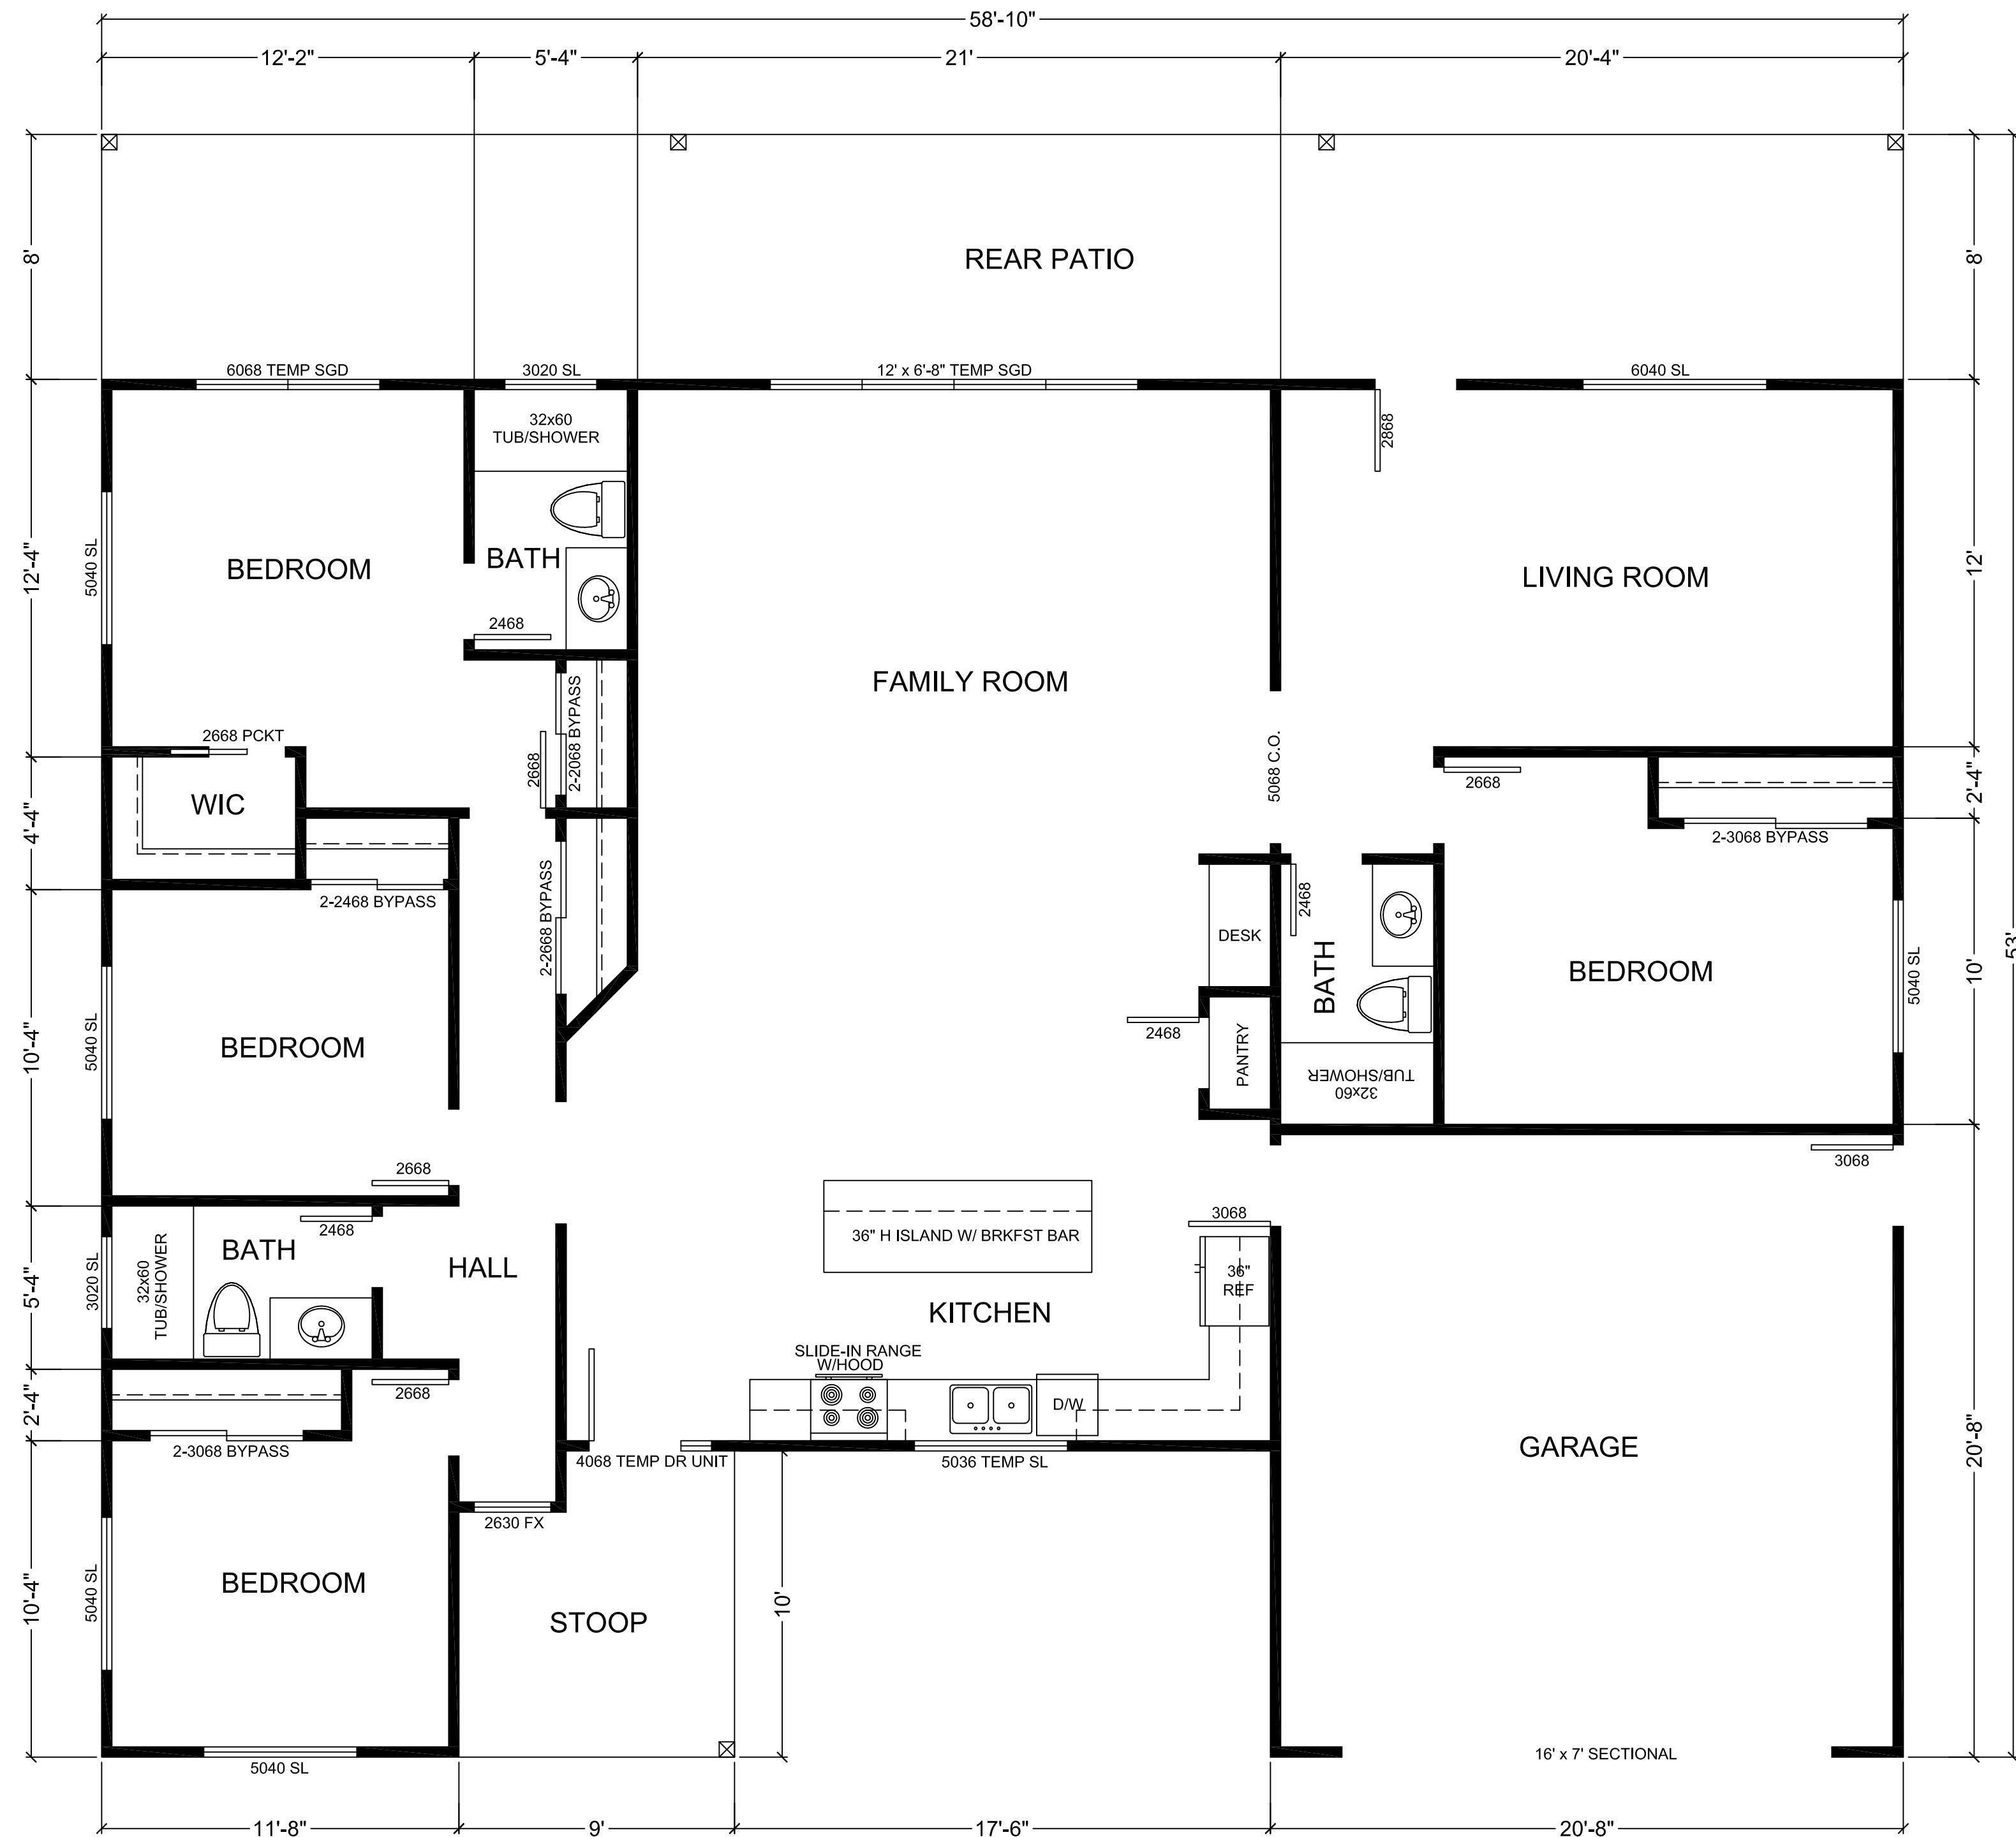 58'-10"
12'-2"
5'-4"
21'
20'-4"
8'
REAR PATIO
8'
6068 TEMP SGD
3020 SL
12' x 6'-8" TEMP SGD
6040 SL
32x60
TUB/SHOWER
2868
12'-4"
5040 SL
BEDROOM
BATH
LIVING ROOM
12'
2468
FAMILY ROOM
2-2068 BYPASS
2668 PCKT
2668
5068 C.O.
2668
2'-4"
WIC
4'-4"
2-3068 BYPASS
2-2468 BYPASS
2-2668 BYPASS
2468
DESK
53'
BATH
BEDROOM
5040 SL
10'
10'-4"
5040 SL
BEDROOM
2468
PANTRY
32x60
TUB/SHOWER
2668
3068
2468
3068
36" H ISLAND W/ BRKFST BAR
BATH
HALL
5'-4"
3020 SL
32x60
TUB/SHOWER
36"
REF
KITCHEN
SLIDE-IN RANGE
W/HOOD
2668
2'-4"
D/W
2-3068 BYPASS
4068 TEMP DR UNIT
5036 TEMP SL
GARAGE
20'-8"
2630 FX
10'-4"
5040 SL
BEDROOM
STOOP
10'
5040 SL
16' x 7' SECTIONAL
11'-8"
9'
17'-6"
20'-8"